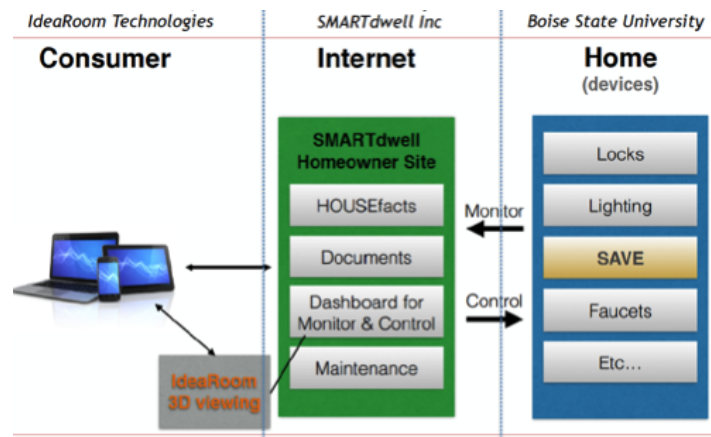 IdeaRoom Technologies
SMARTdwell Inc
Boise State University
Consumer
Internet
Home
(devices)
SMARTdwell
Homeowner Site
HOUSEfacts
Documents
Dashboard for
Monitor & Control
Maintenance
Monitor
Control
Locks
Lighting
SAVE
Faucets
Etc...
IdeaRoom
3D viewing